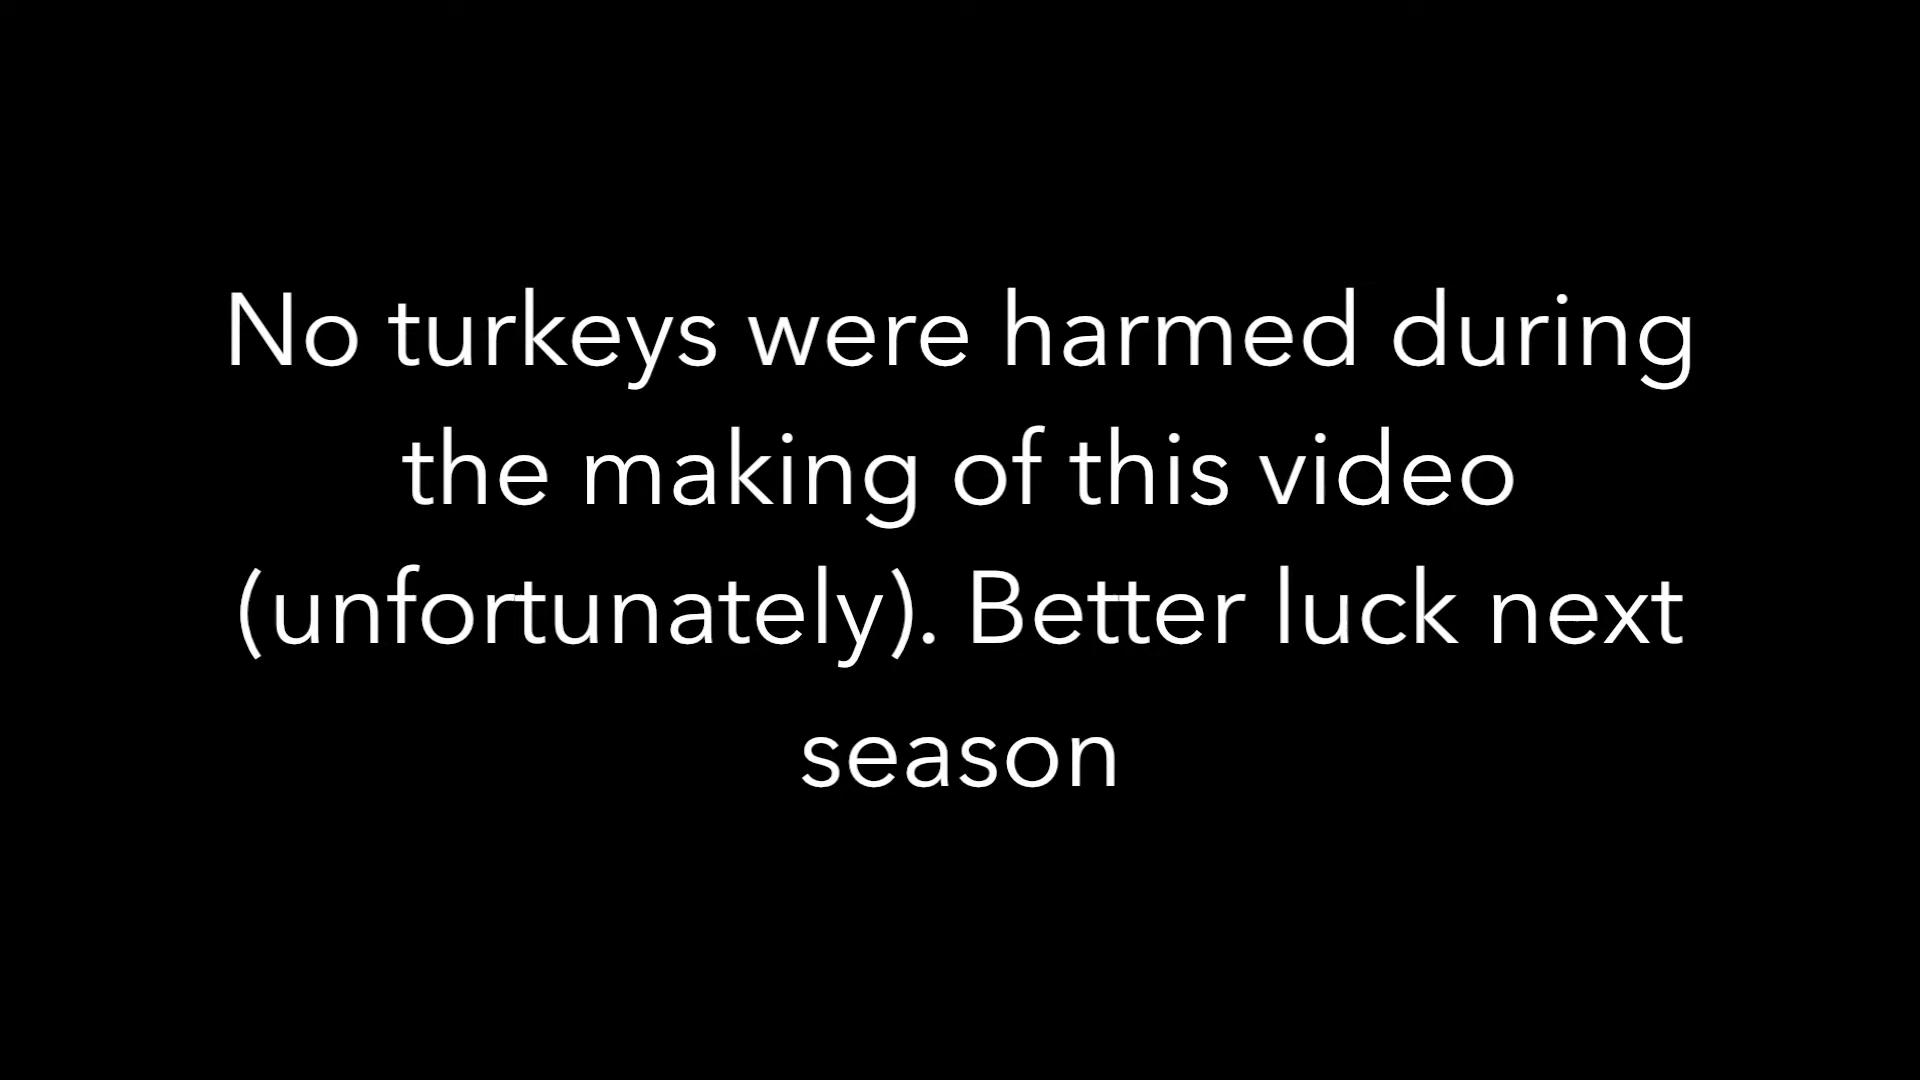 No turkeys were harmed during
the making of this video
(unfortunately). Better luck next
season